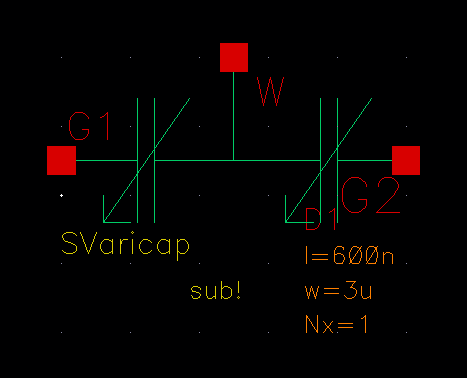 W
G1
G2
D1
SVaricap
l=600n
sub!
w=3u
Nx=1